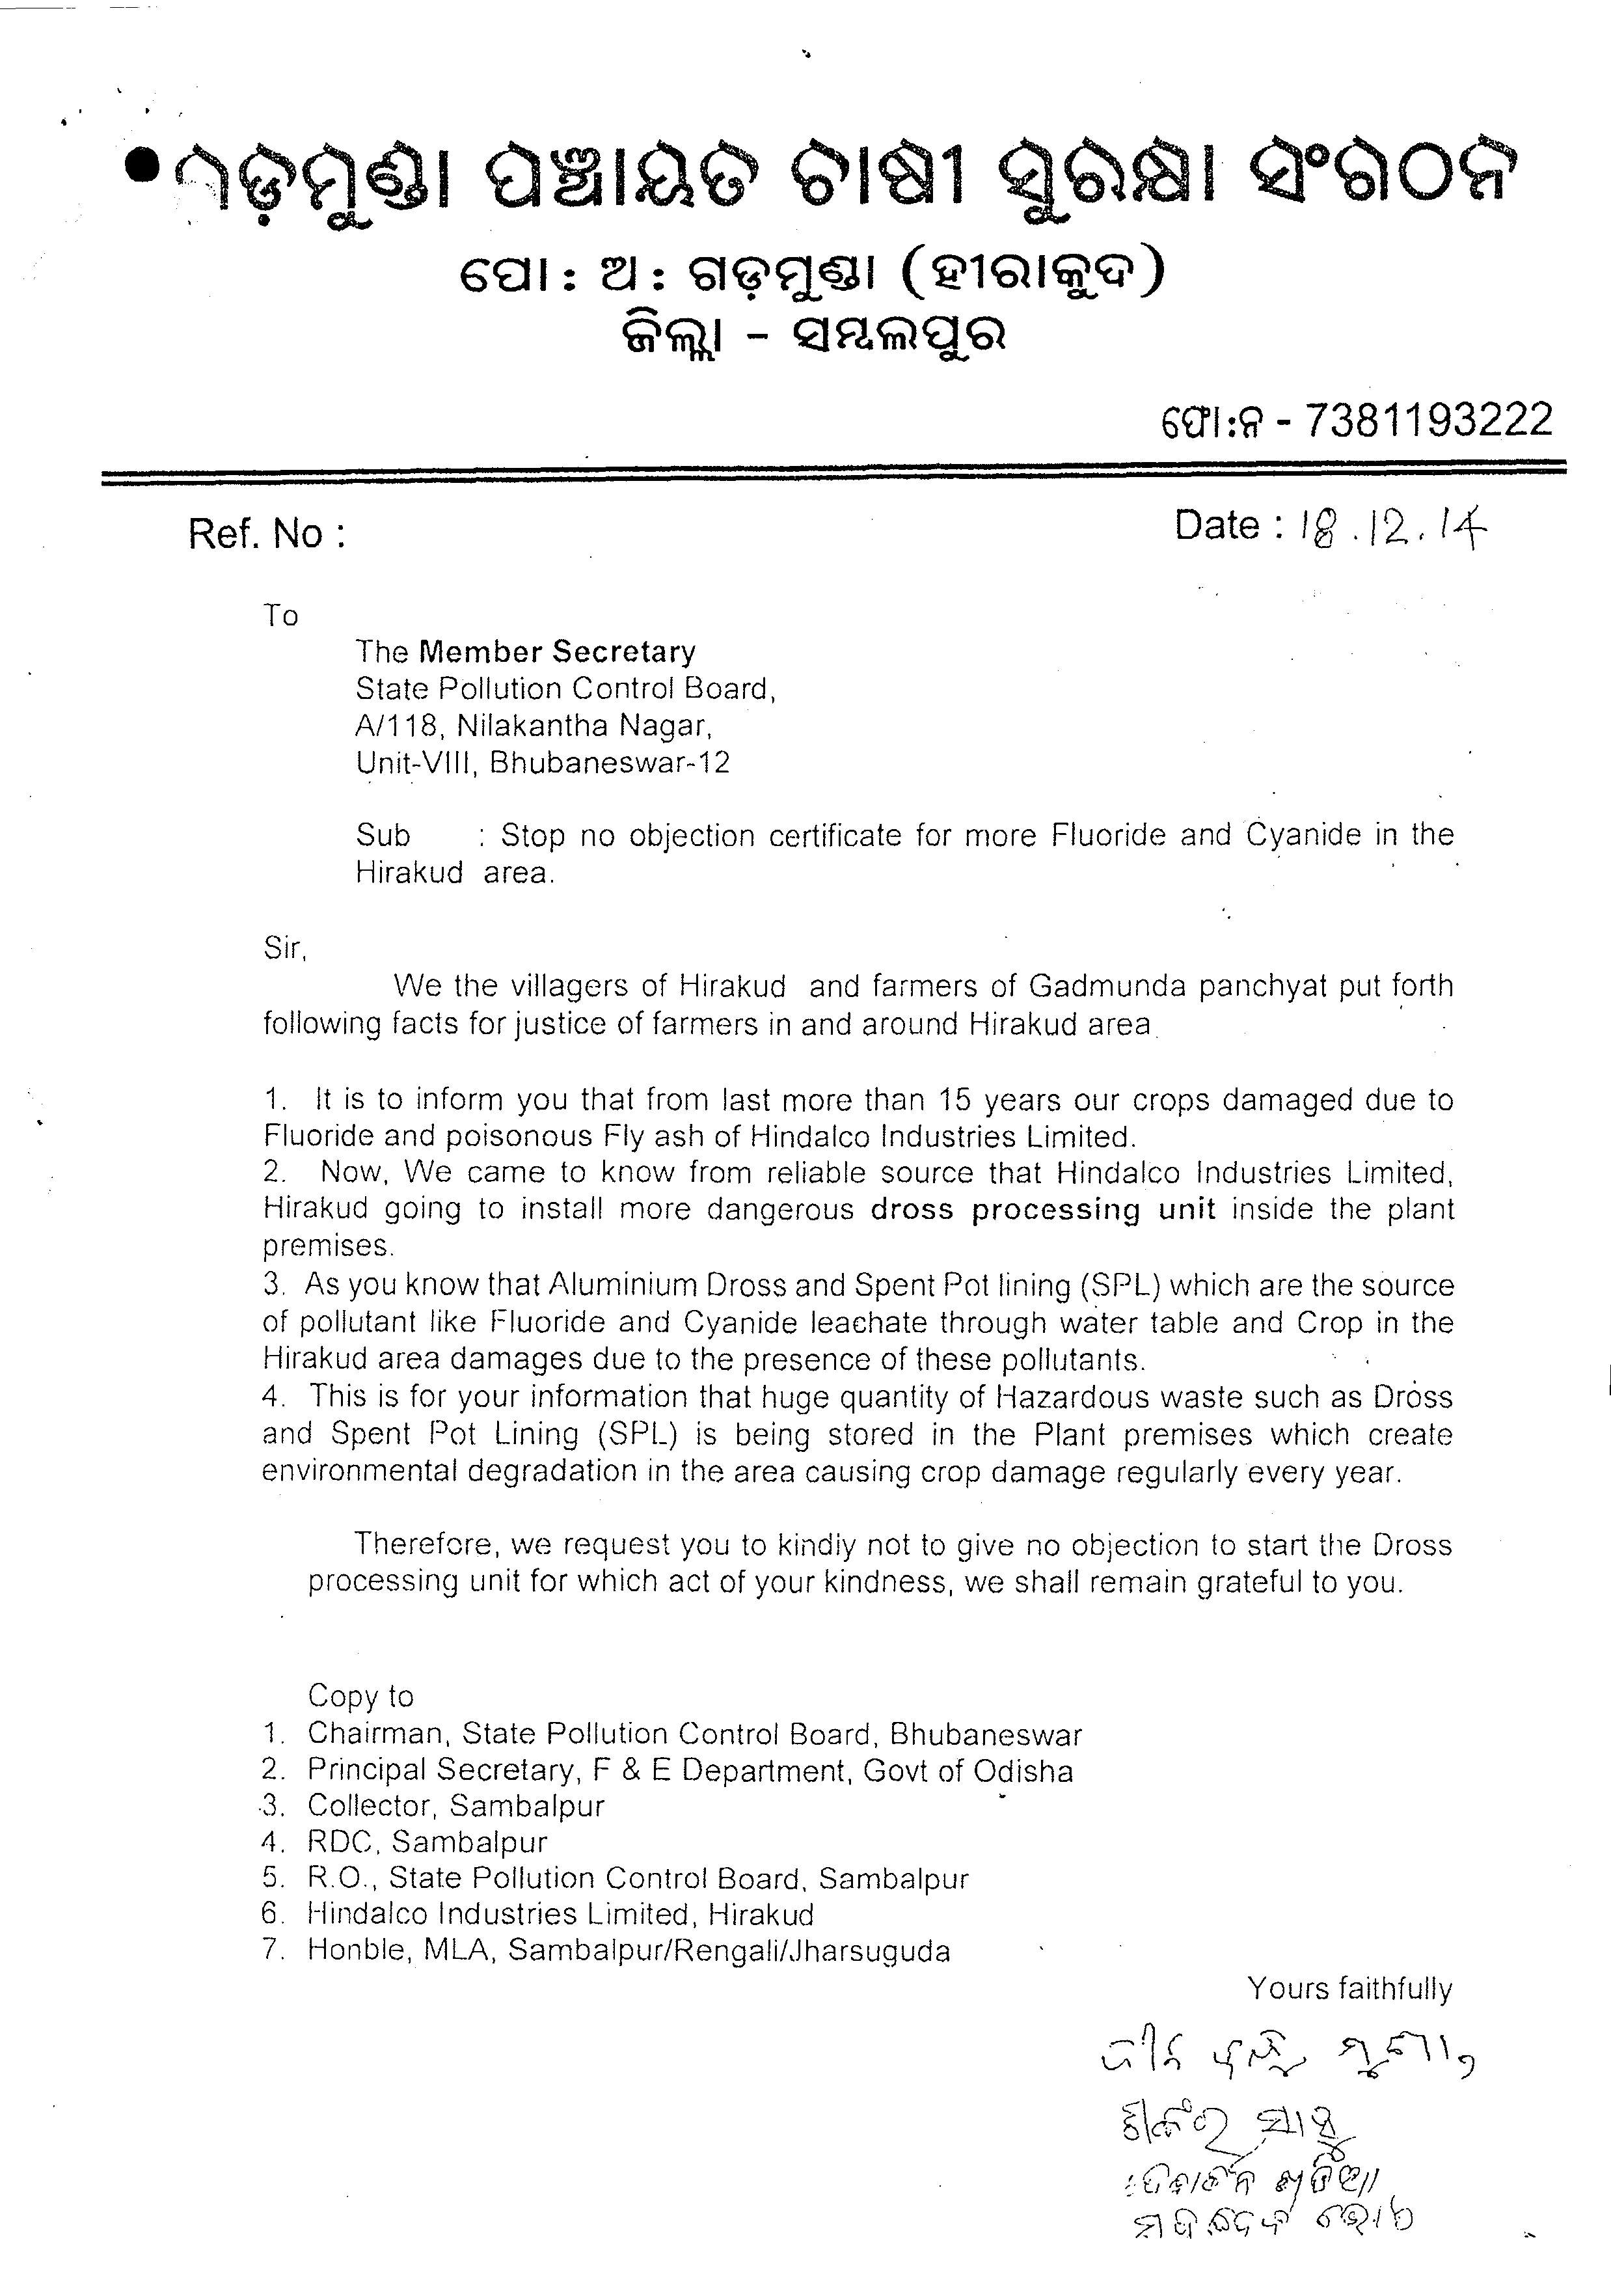 ଗଡ଼ମୁଣ୍ଡା ପଞ୍ଚାୟତ ଚାଷୀ ସୁରକ୍ଷା ସଂଗଠନ
ପୋ : ଅ : ଗଡ଼ମୁଣ୍ଡା (ହୀରାକୁଦ)
ଜିଲ୍ଲା - ସମ୍ବଲପୁର
ଫୋ:ନ - 7381193222
Ref. No : Date : 18.12.14
To
The Member Secretary
State Pollution Control Board,
A/118, Nilakantha Nagar,
Unit-VIII, Bhubaneswar-12
Sub : Stop no objection certificate for more Fluoride and Cyanide in the
Hirakud area.
Sir,
We the villagers of Hirakud and farmers of Gadmunda panchyat put forth
following facts for justice of farmers in and around Hirakud area.
1. It is to inform you that from last more than 15 years our crops damaged due to
Fluoride and poisonous Fly ash of Hindalco Industries Limited.
2. Now, We came to know from reliable source that Hindalco Industries Limited,
Hirakud going to install more dangerous dross processing unit inside the plant
premises.
3. As you know that Aluminium Dross and Spent Pot lining (SPL) which are the source
of pollutant like Fluoride and Cyanide leachate through water table and Crop in the
Hirakud area damages due to the presence of these pollutants.
4. This is for your information that huge quantity of Hazardous waste such as Dross
and Spent Pot Lining (SPL) is being stored in the Plant premises which create
environmental degradation in the area causing crop damage regularly every year.
Therefore, we request you to kindly not to give no objection to start the Dross
processing unit for which act of your kindness, we shall remain grateful to you.
Copy to
1. Chairman, State Pollution Control Board, Bhubaneswar
2. Principal Secretary, F & E Department, Govt of Odisha
3. Collector, Sambalpur
4. RDC, Sambalpur
5. R.O., State Pollution Control Board, Sambalpur
6. Hindalco Industries Limited, Hirakud
7. Honble, MLA, Sambalpur/Rengali/Jharsuguda
Yours faithfully